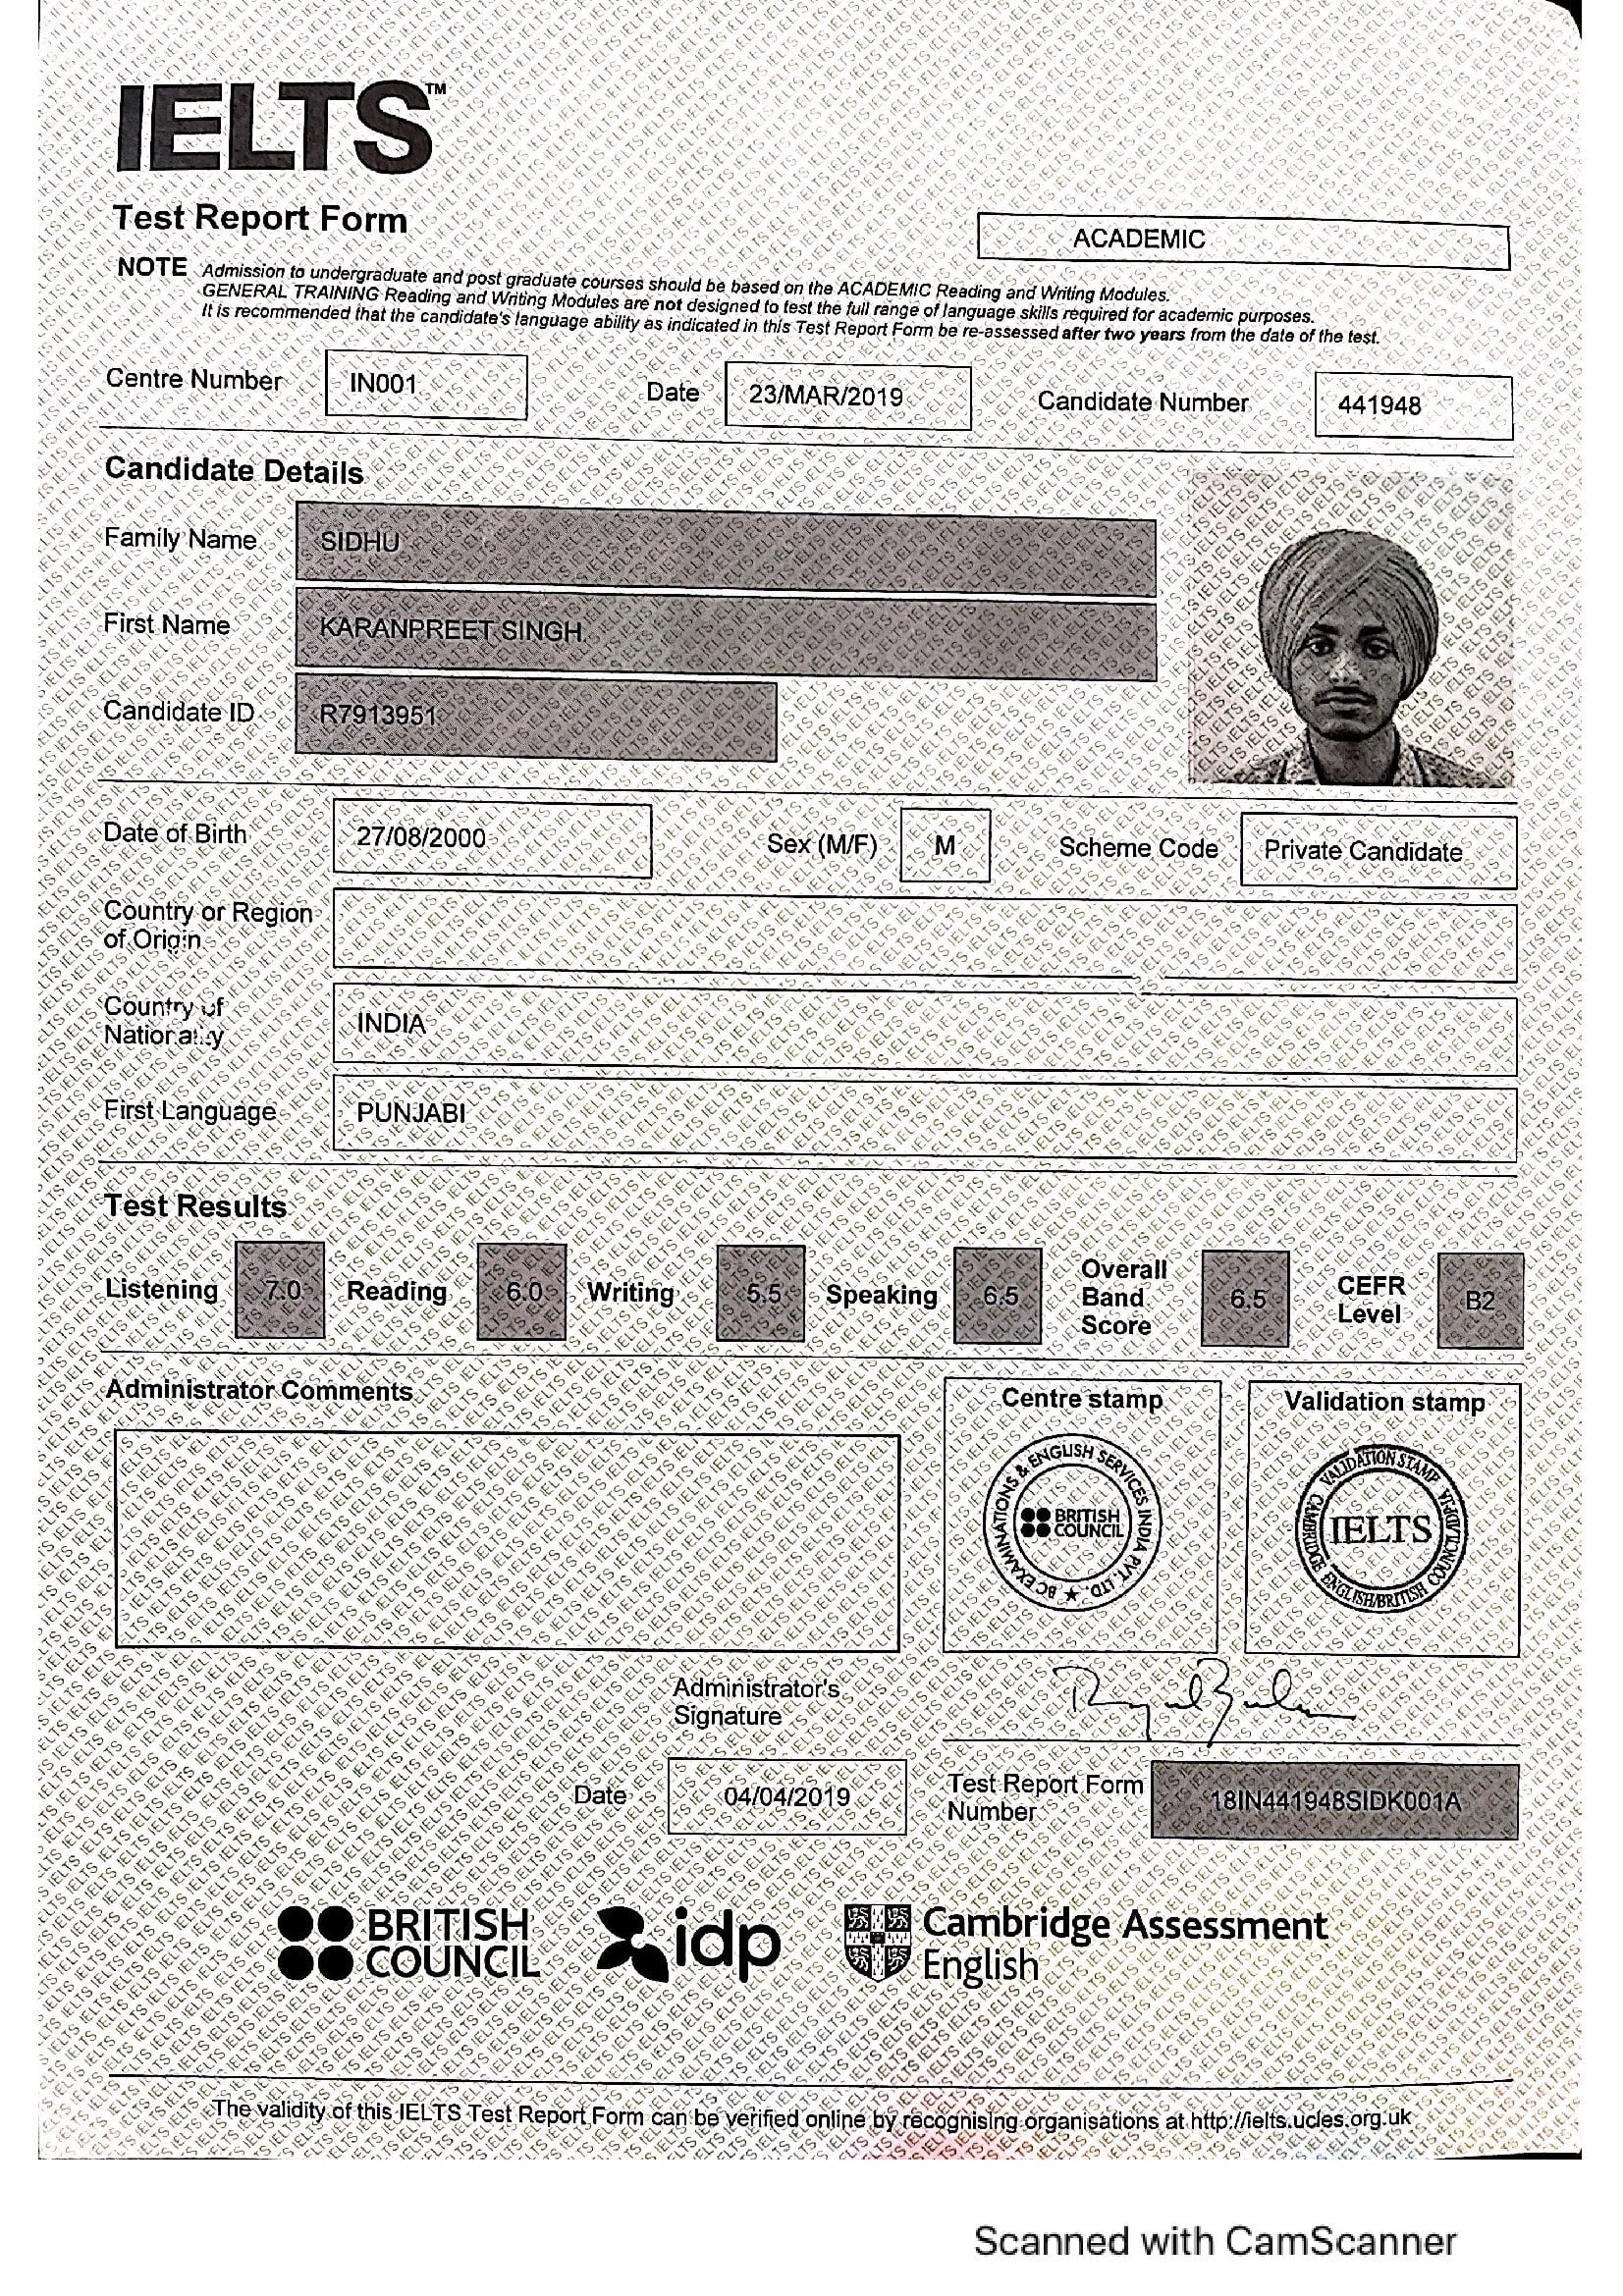 IELTS™
Test Report Form
ACADEMIC
NOTE Admission to undergraduate and post graduate courses should be based on the ACADEMIC Reading and Writing Modules.
GENERAL TRAINING Reading and Writing Modules are not designed to test the full range of language skills required for academic purposes.
It is recommended that the candidate's language ability as indicated in this Test Report Form be re-assessed after two years from the date of the test.
Centre Number IN001 Date 23/MAR/2019 Candidate Number 441948
Candidate Details
Family Name SIDHU
First Name KARANPREET SINGH
Candidate ID R7913951
Date of Birth 27/08/2000 Sex (M/F) M Scheme Code Private Candidate
Country or Region
of Origin
Country of
Nationality INDIA
First Language PUNJABI
Test Results
Listening 7.0 Reading 6.0 Writing 5.5 Speaking 6.5 Overall Band Score 6.5 CEFR Level B2
Administrator Comments
Centre stamp
Validation stamp
BC EXAMINATIONS & ENGLISH SERVICES INDIA PVT. LTD.
BRITISH
COUNCIL
VALIDATION STAMP
CAMBRIDGE ENGLISH/BRITISH COUNCIL/IDP:IA
IELTS
Administrator's
Signature
Date 04/04/2019
Test Report Form
Number 18IN441948SIDK001A
BRITISH
COUNCIL
idp
Cambridge Assessment
English
The validity of this IELTS Test Report Form can be verified online by recognising organisations at http://ielts.ucles.org.uk
Scanned with CamScanner